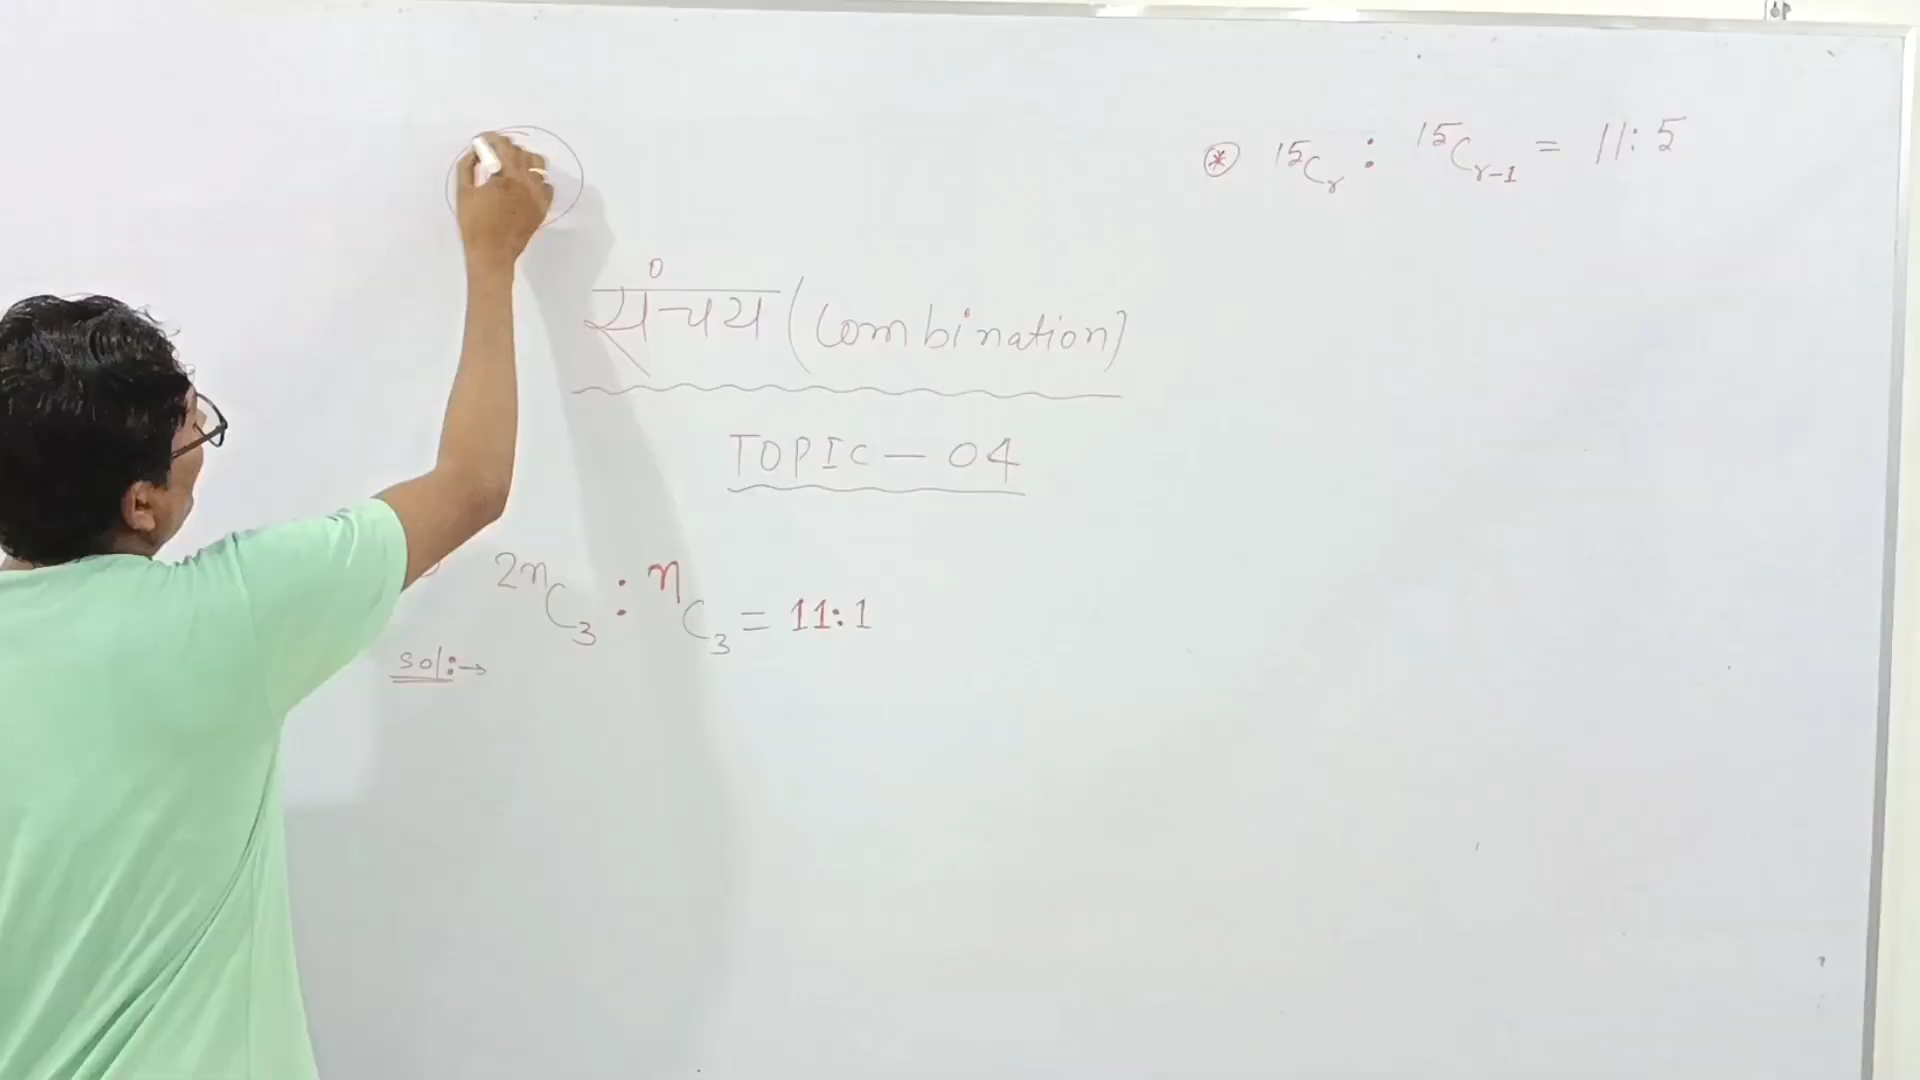 संचय (Combination)
TOPIC - 04
2nC3 : nC3 = 11:1
sol:→
* 15Cr : 15Cr-1 = 11:5